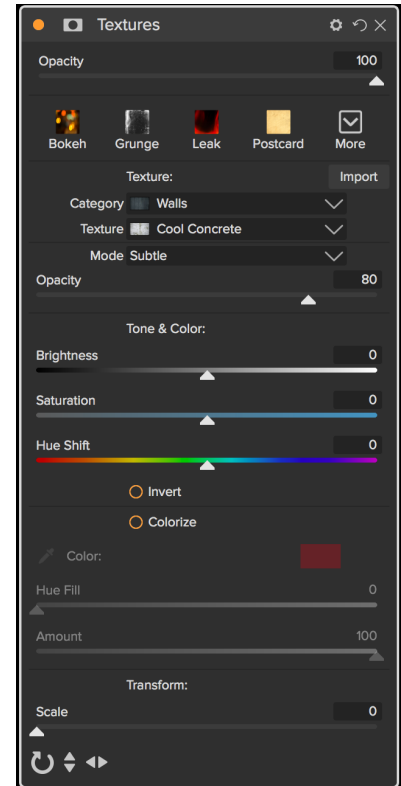 Textures
Opacity 100
Bokeh Grunge Leak Postcard More
Texture: Import
Category Walls
Texture Cool Concrete
Mode Subtle
Opacity 80
Tone & Color:
Brightness 0
Saturation 0
Hue Shift 0
Invert
Colorize
Color:
Hue Fill 0
Amount 100
Transform:
Scale 0